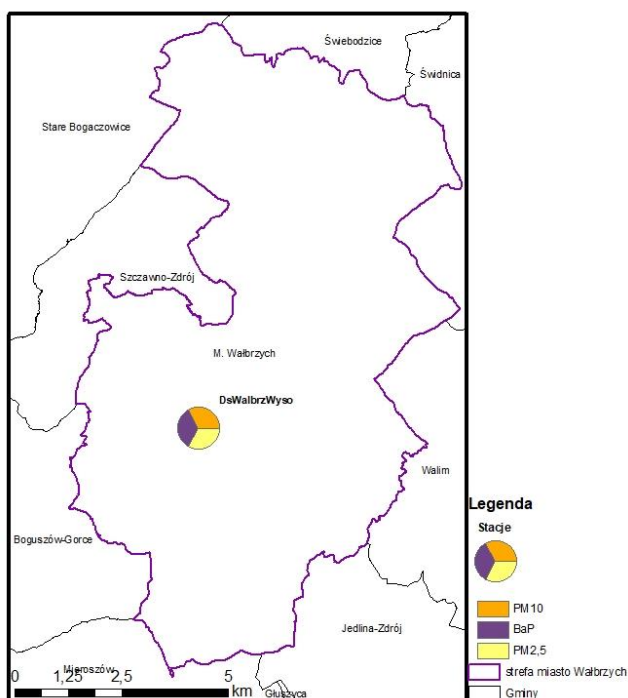 Świebodzice
Świdnica
Stare Bogaczowice
Szczawno-Zdrój
M. Wałbrzych
DsWalbrzWyso
Walim
Boguszów-Gorce
Jedlina-Zdrój
Mieroszów
Głuszyca
0 1,25 2,5 5
km
Legenda
Stacje
PM10
BaP
PM2,5
strefa miasto Wałbrzych
Gminy